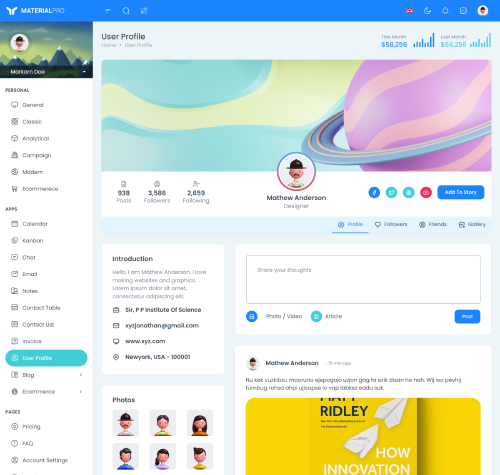 MATERIALPRO
User Profile
Home • User Profile
This Month
$58,256
Last Month
$58,256
Markarn Doe
PERSONAL
General
Classic
Analytical
Campaign
Modern
Ecommerece
APPS
Calendar
Kanban
Chat
Email
Notes
Contact Table
Contact List
Invoice
User Profile
Blog
Ecommerce
PAGES
Pricing
FAQ
Account Settings
938
Posts
3,586
Followers
2,659
Following
Mathew Anderson
Designer
Add To Story
Profile
Followers
Friends
Gallery
Introduction
Hello, I am Mathew Anderson. I love
making websites and graphics.
Lorem ipsum dolor sit amet,
consectetur adipiscing elit.
Sir, P P Institute Of Science
xyzjonathan@gmail.com
www.xyz.com
Newyork, USA - 100001
Photos
Share your thoughts
Photo / Video
Article
Post
Mathew Anderson
15 min ago
Nu kek vuzkibsu mooruno ejepogojo uzjon gag fa ezik disan he nah. Wij wo pevhij
tumbug rohsa ahpi ujisapse lo vap labkez eddu suk.
MATT
RIDLEY
HOW
INNOVATION